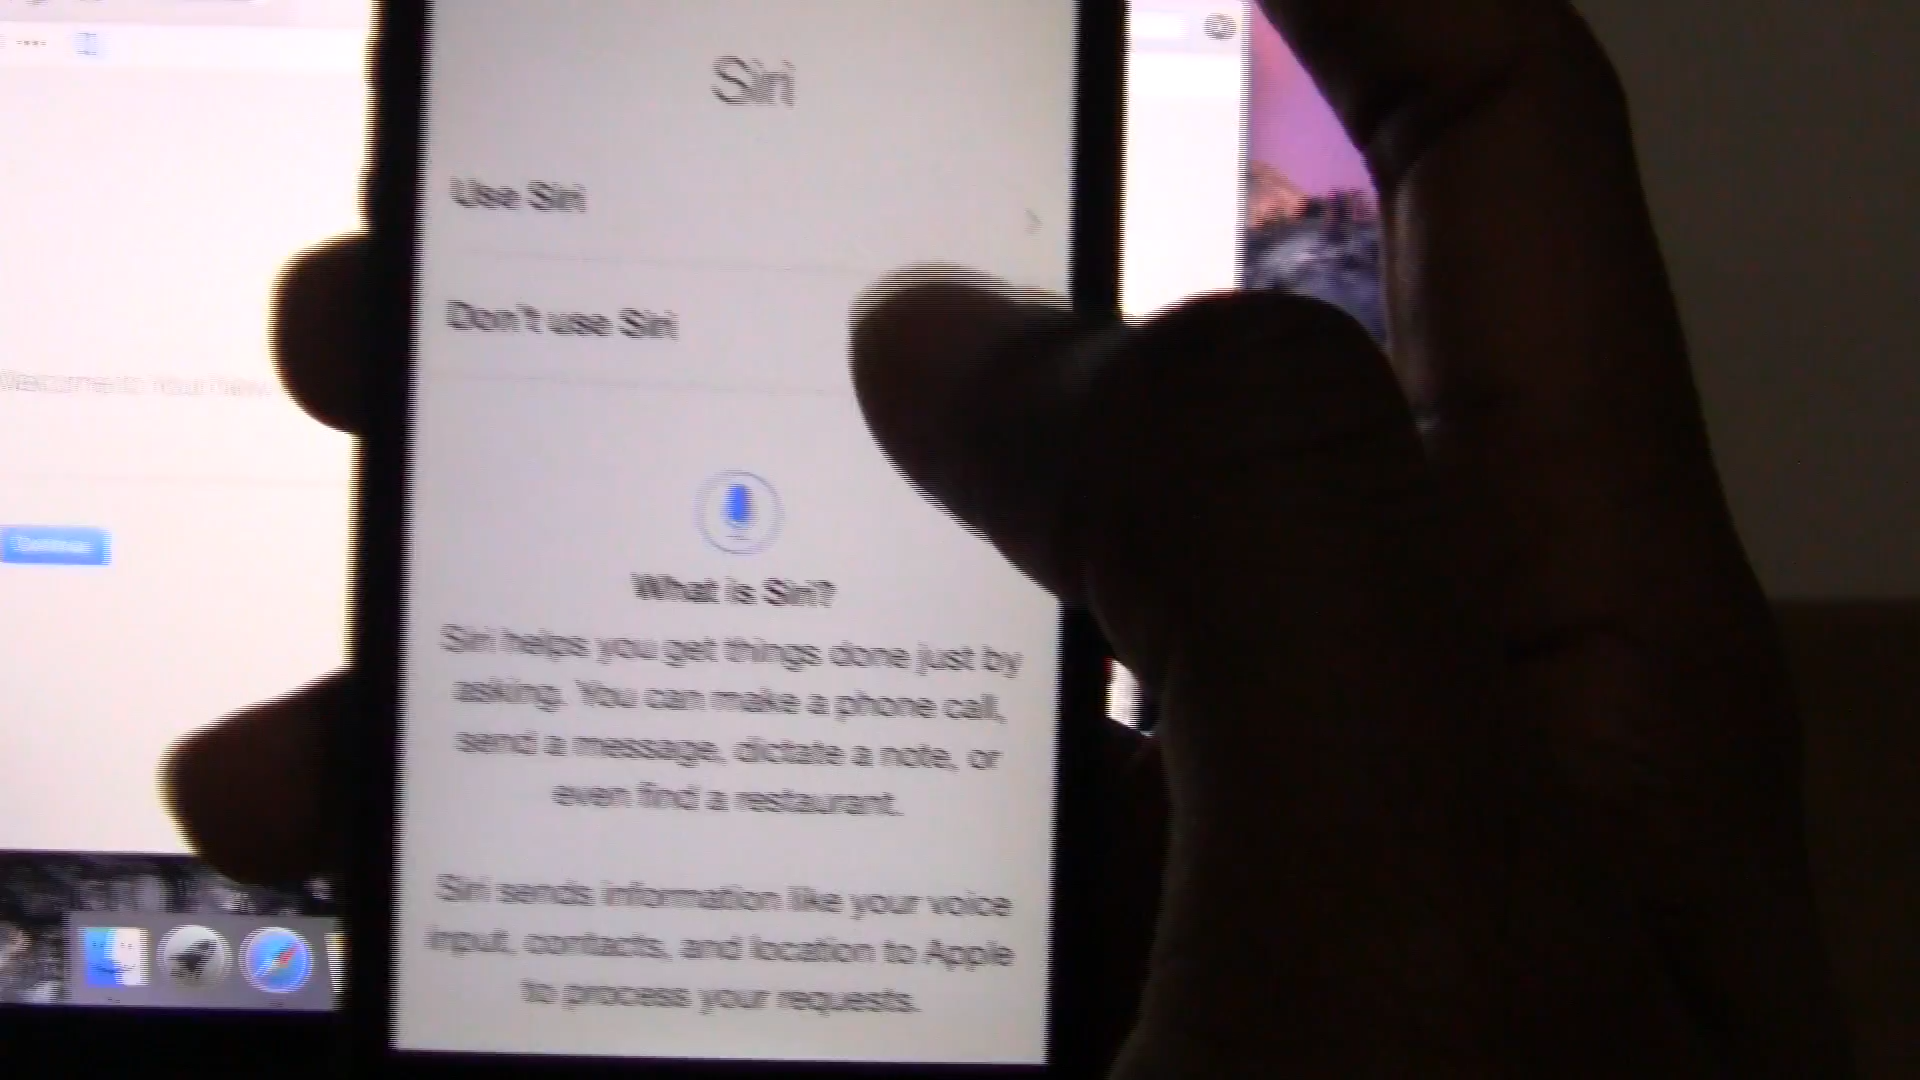 Siri
Use Siri
Don't use Siri
Continue
What is Siri?
Siri helps you get things done just by
asking. You can make a phone call,
send a message, dictate a note, or
even find a restaurant.
Siri sends information like your voice
input, contacts, and location to Apple
to process your requests.